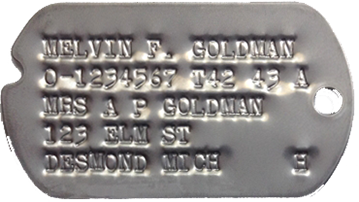 MELVIN F. GOLDMAN
O-1234567 T42 43 A
MRS A P GOLDMAN
123 ELM ST
DESMOND MICH H